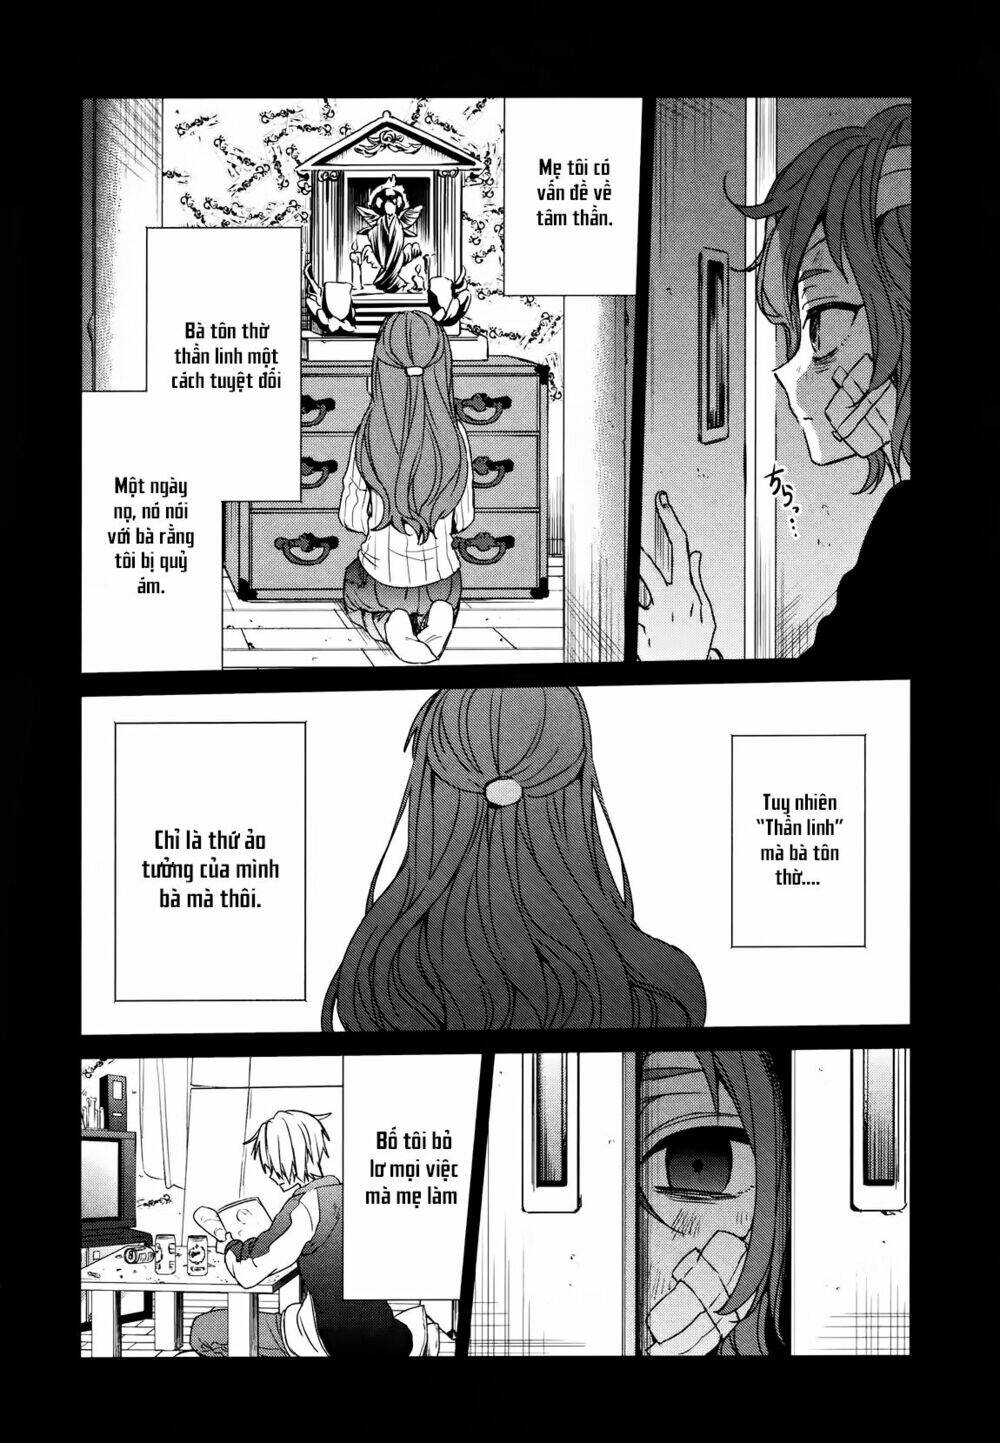 Mẹ tôi có
vấn đề về
tâm thần.
ちらっ…
Bà tôn thờ
thần linh một
cách tuyệt đối
Một ngày
nọ, nó nói
với bà rằng
tôi bị quỷ
ám.
Tuy nhiên
“Thần linh”
mà bà tôn
thờ....
Chỉ là thứ ảo
tưởng của mình
bà mà thôi.
Bố tôi bỏ
lơ mọi việc
mà mẹ làm